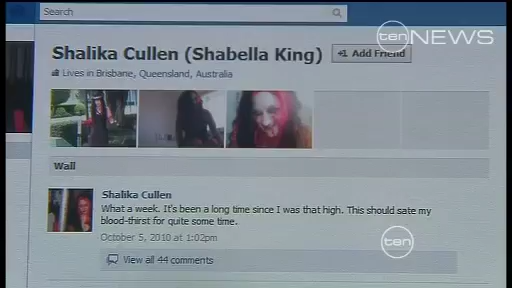 Search
ten NEWS
Shalika Cullen (Shabella King)
+1 Add Friend
Lives in Brisbane, Queensland, Australia
Wall
Shalika Cullen
What a week. It's been a long time since I was that high. This should sate my
blood-thirst for quite some time.
October 5, 2010 at 1:02pm
View all 44 comments
ten